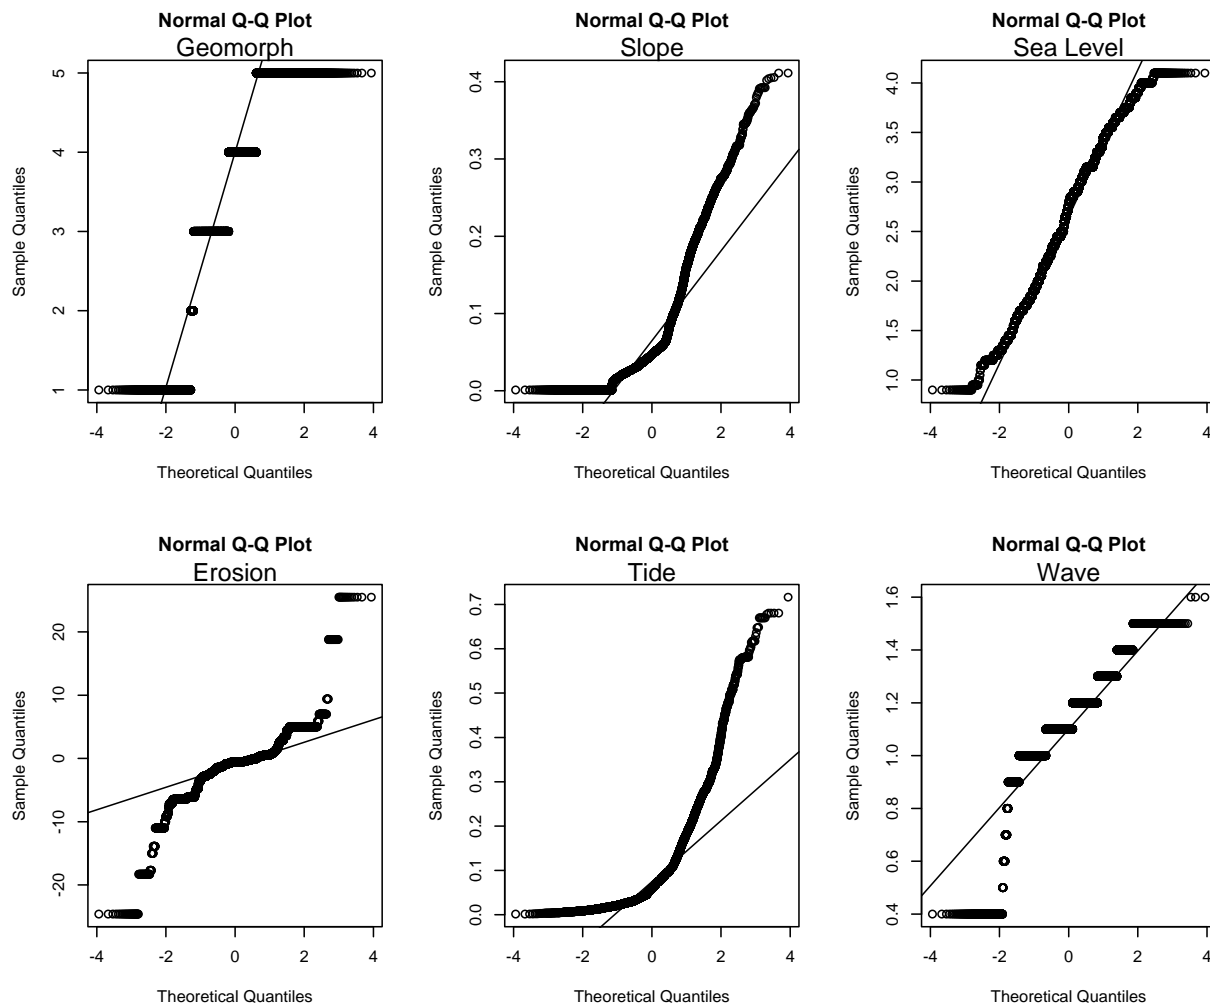 Normal Q-Q Plot
Geomorph
5
4
3
2
1
-4 -2 0 2 4
Sample Quantiles
Theoretical Quantiles
Normal Q-Q Plot
Slope
0.4
0.3
0.2
0.1
0.0
-4 -2 0 2 4
Sample Quantiles
Theoretical Quantiles
Normal Q-Q Plot
Sea Level
4.0
3.5
3.0
2.5
2.0
1.5
1.0
-4 -2 0 2 4
Sample Quantiles
Theoretical Quantiles
Normal Q-Q Plot
Erosion
20
10
0
-10
-20
-4 -2 0 2 4
Sample Quantiles
Theoretical Quantiles
Normal Q-Q Plot
Tide
0.7
0.6
0.5
0.4
0.3
0.2
0.1
0.0
-4 -2 0 2 4
Sample Quantiles
Theoretical Quantiles
Normal Q-Q Plot
Wave
1.6
1.4
1.2
1.0
0.8
0.6
0.4
-4 -2 0 2 4
Sample Quantiles
Theoretical Quantiles